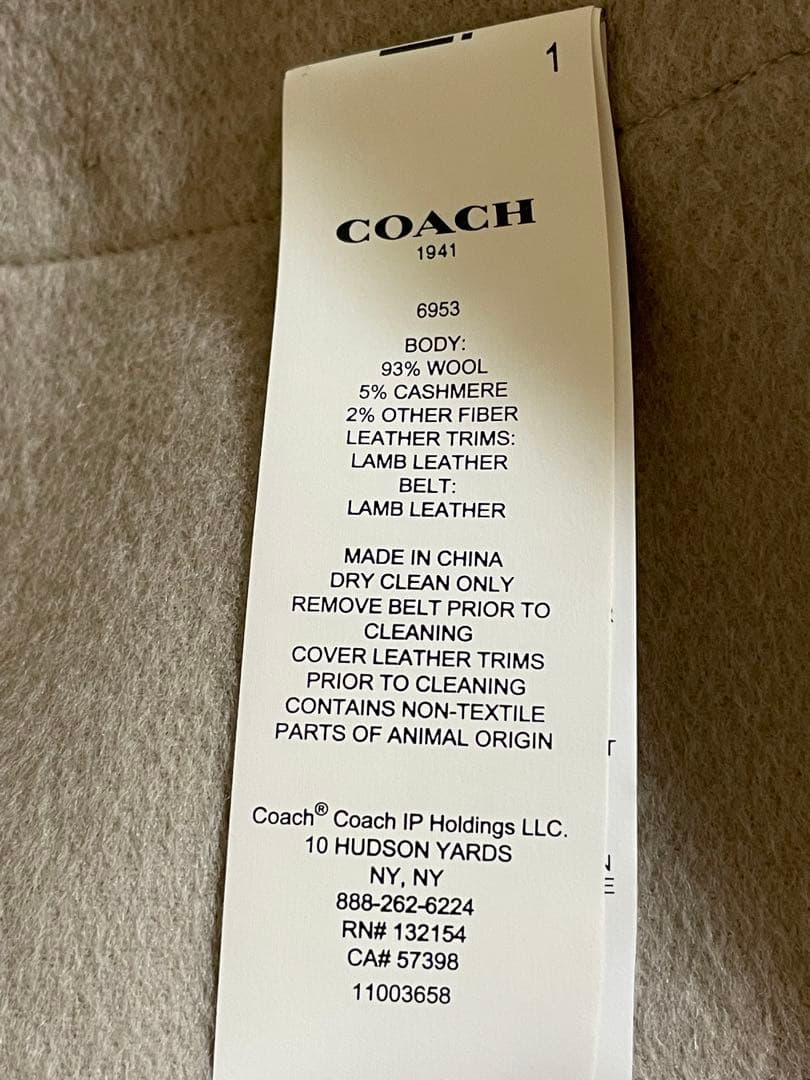 1
COACH
1941
6953
BODY:
93% WOOL
5% CASHMERE
2% OTHER FIBER
LEATHER TRIMS:
LAMB LEATHER
BELT:
LAMB LEATHER
MADE IN CHINA
DRY CLEAN ONLY
REMOVE BELT PRIOR TO
CLEANING
COVER LEATHER TRIMS
PRIOR TO CLEANING
CONTAINS NON-TEXTILE
PARTS OF ANIMAL ORIGIN
Coach® Coach IP Holdings LLC.
10 HUDSON YARDS
NY, NY
888-262-6224
RN# 132154
CA# 57398
11003658